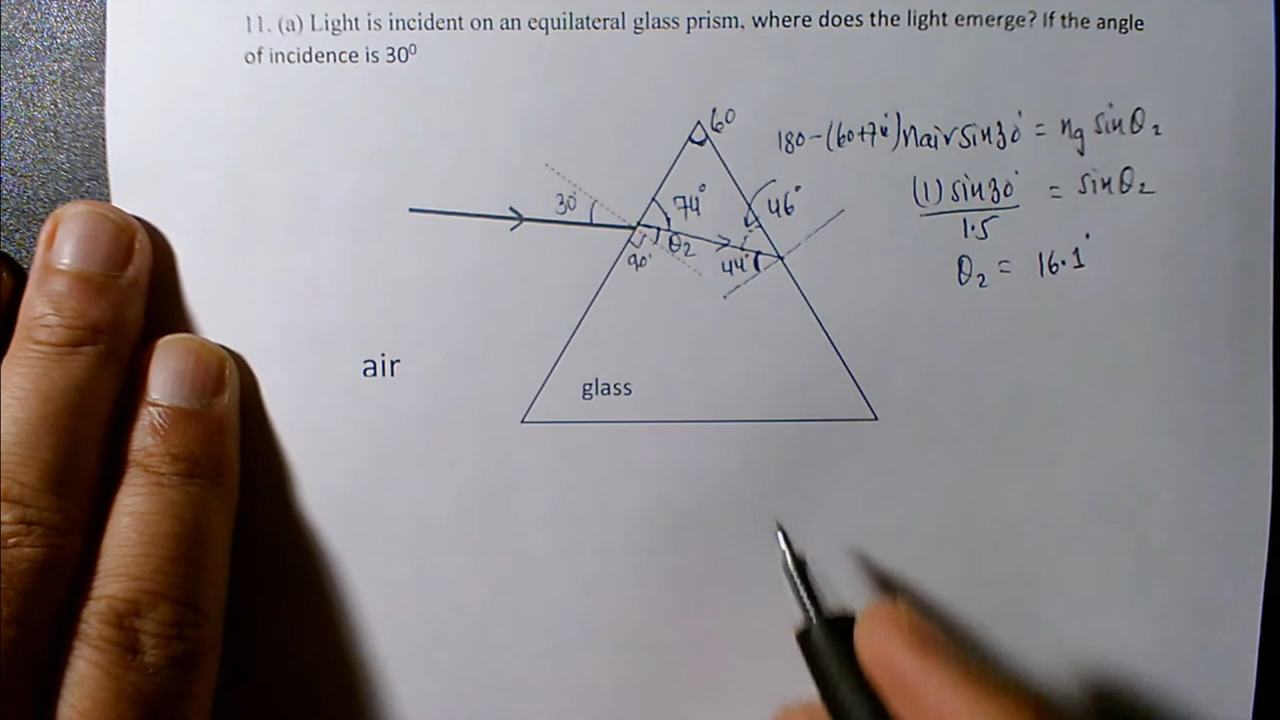 11. (a) Light is incident on an equilateral glass prism, where does the light emerge? If the angle
of incidence is 30⁰
60
180-(60+74°) nair sin30° = ng sinθ2
30°
74°
46°
(1) sin30° = sinθ2
1.5
θ2
90°
44°
θ2 = 16.1°
air
glass